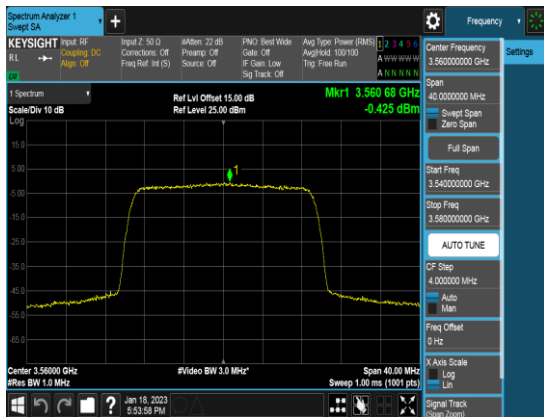 Spectrum Analyzer 1
Swept SA
+
Frequency
KEYSIGHT
RL
Input: RF
Coupling: DC
Align: Off
Input Z: 50 Ω
Corrections: Off
Freq Ref: Int (S)
#Atten: 22 dB
Preamp: Off
Source: Off
PNO: Best Wide
Gate: Off
IF Gain: Low
Sig Track: Off
Avg Type: Power (RMS)
Avg|Hold: 100/100
Trig: Free Run
1 2 3 4 5 6
A W W W W W
A N N N N N
1 Spectrum
Scale/Div 10 dB
Ref Lvl Offset 15.00 dB
Ref Level 25.00 dBm
Mkr1 3.560 68 GHz
-0.425 dBm
Log
15.0
5.00
-5.00
-15.0
-25.0
-35.0
-45.0
-55.0
-65.0
1
Center 3.56000 GHz
#Res BW 1.0 MHz
#Video BW 3.0 MHz*
Span 40.00 MHz
Sweep 1.00 ms (1001 pts)
Center Frequency
3.560000000 GHz
Span
40.0000000 MHz
Swept Span
Zero Span
Full Span
Start Freq
3.540000000 GHz
Stop Freq
3.580000000 GHz
AUTO TUNE
CF Step
4.000000 MHz
Auto
Man
Freq Offset
0 Hz
X Axis Scale
Log
Lin
Signal Track
(Span Zoom)
Settings
?
Jan 18, 2023
5:53:58 PM